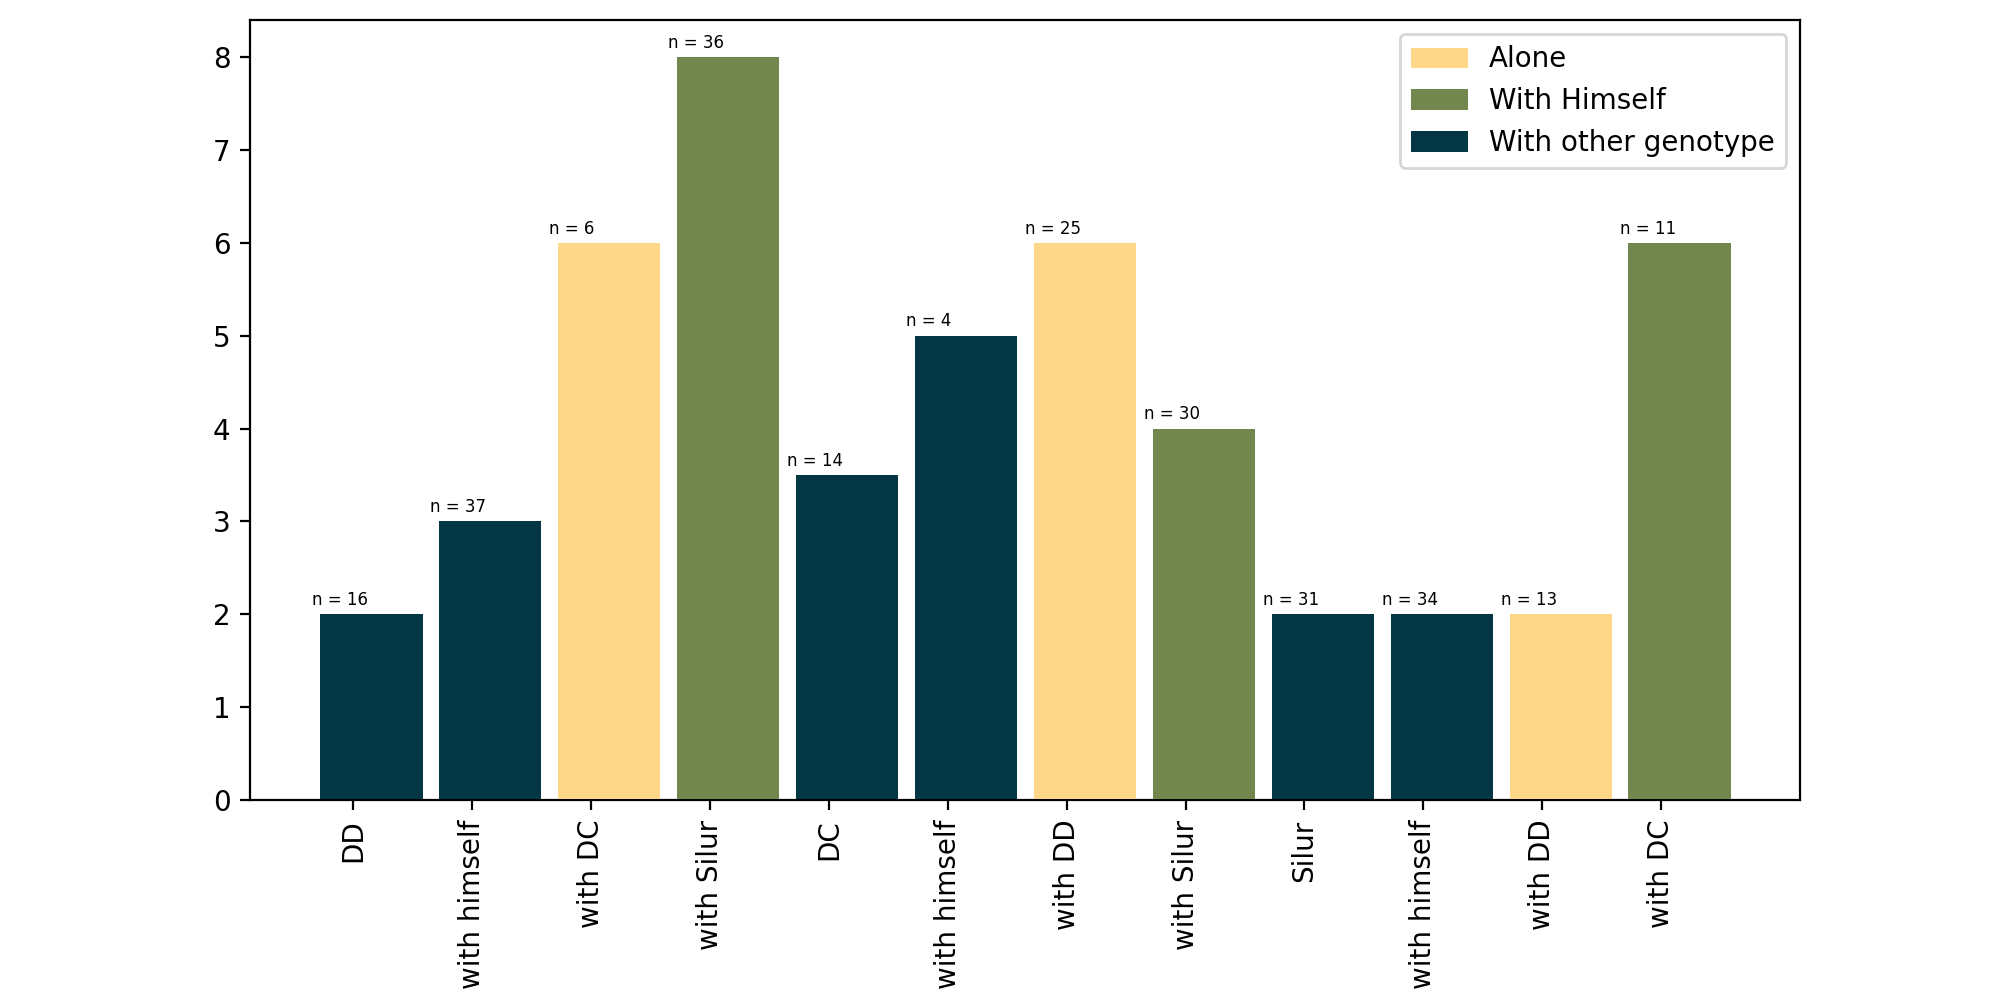 8
7
6
5
4
3
2
1
0
n = 16
n = 37
n = 6
n = 36
n = 14
n = 4
n = 25
n = 30
n = 31
n = 34
n = 13
n = 11
Alone
With Himself
With other genotype
DD
with himself
with DC
with Silur
DC
with himself
with DD
with Silur
Silur
with himself
with DD
with DC